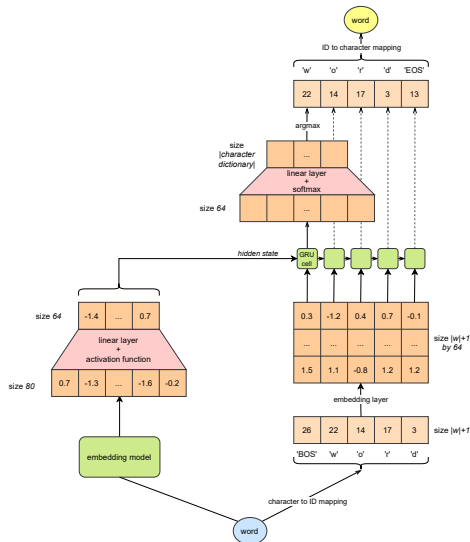 word
ID to character mapping
'w' 'o' 'r' 'd' 'EOS'
22 14 17 3 13
argmax
size
|character
dictionary|
...
linear layer
+
softmax
size 64
...
hidden state
GRU
cell
size 64
-1.4 ... 0.7
linear layer
+
activation function
size 80
0.7 -1.3 ... -1.6 -0.2
0.3 -1.2 0.4 0.7 -0.1
... ... ... ... ...
size |w|+1
by 64
1.5 1.1 -0.8 1.2 1.2
embedding layer
26 22 14 17 3
size |w|+1
'BOS' 'w' 'o' 'r' 'd'
embedding model
character to ID mapping
word